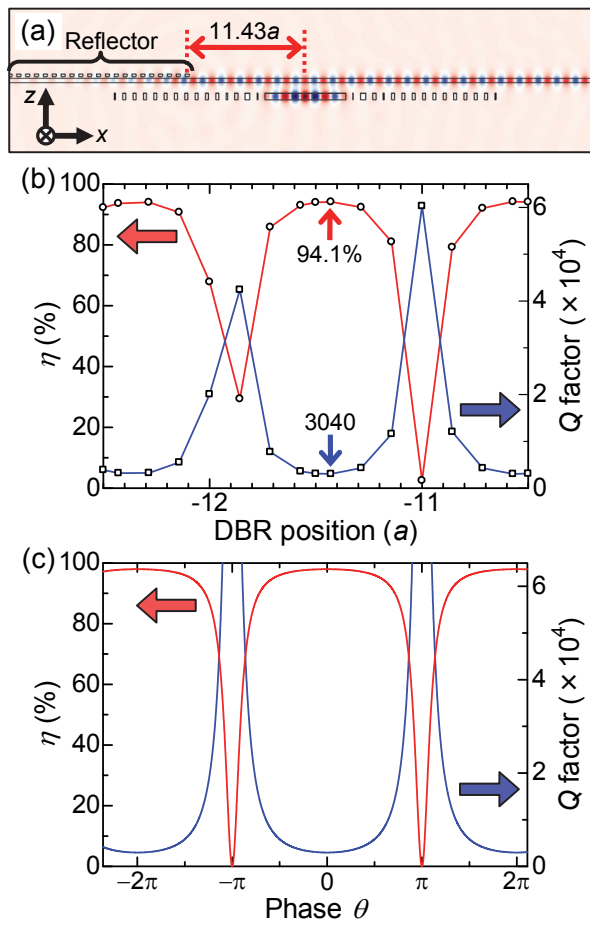 (a)
11.43a
Reflector
z
x
(b)
100
80
60
40
20
0
η (%)
94.1%
3040
6
4
2
0
Q factor (×10⁴)
-12
-11
DBR position (a)
(c)
100
80
60
40
20
0
η (%)
6
4
2
0
Q factor (×10⁴)
−2π
−π
0
π
2π
Phase θ